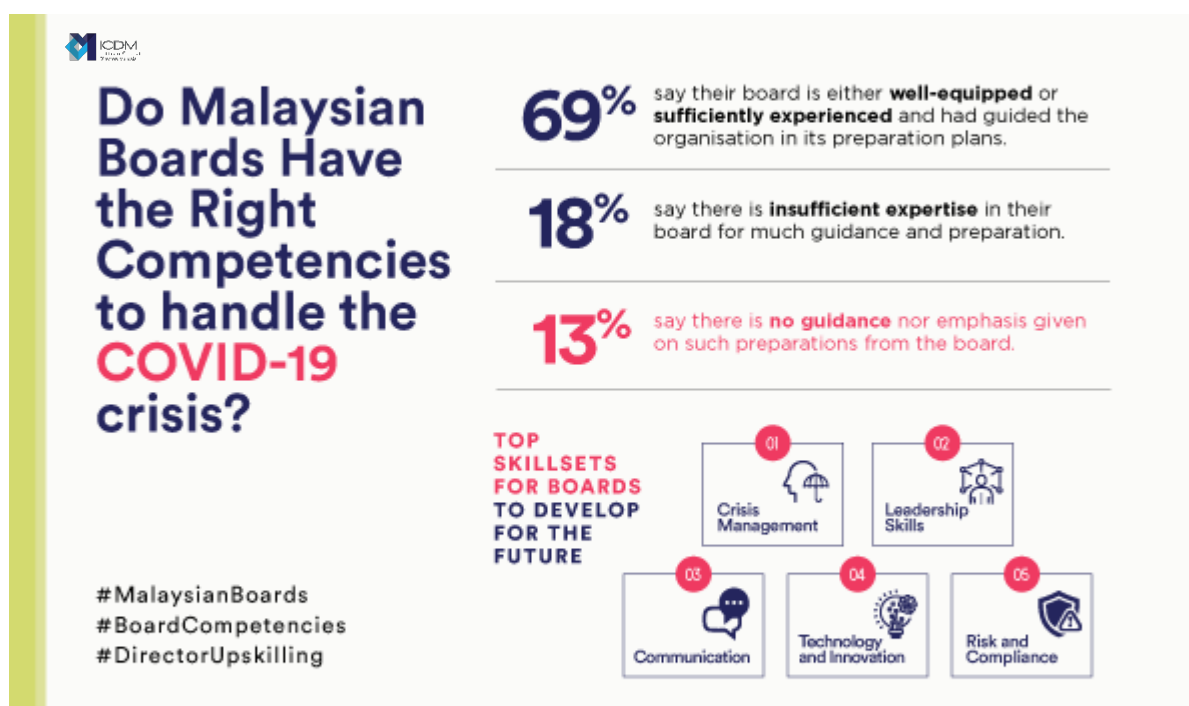 ICDM
Do Malaysian
Boards Have
the Right
Competencies
to handle the
COVID-19
crisis?
#MalaysianBoards
#BoardCompetencies
#DirectorUpskilling
69%
say their board is either well-equipped or
sufficiently experienced and had guided the
organisation in its preparation plans.
18%
say there is insufficient expertise in their
board for much guidance and preparation.
13%
say there is no guidance nor emphasis given
on such preparations from the board.
TOP
SKILLSETS
FOR BOARDS
TO DEVELOP
FOR THE
FUTURE
01
Crisis
Management
02
Leadership
Skills
03
Communication
04
Technology
and Innovation
05
Risk and
Compliance